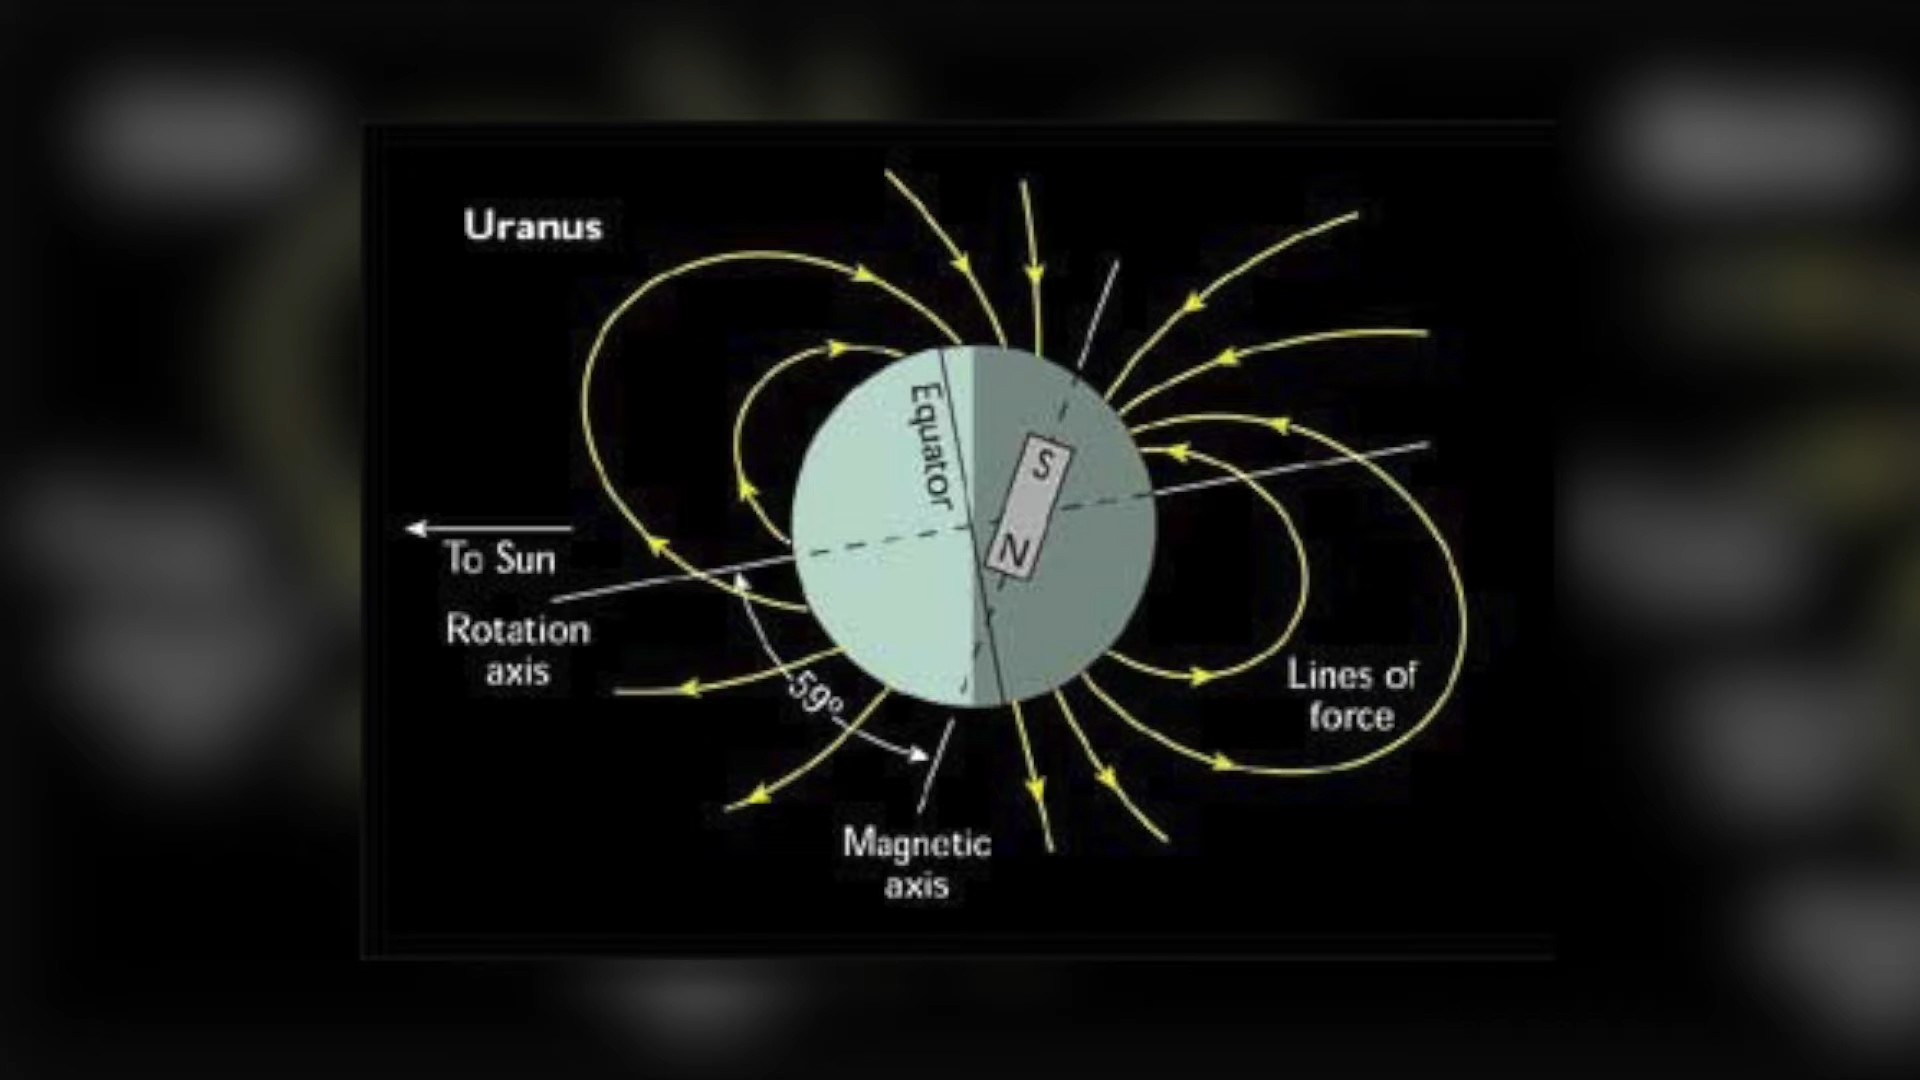 Uranus
Equator
S
N
To Sun
Rotation
axis
59°
Lines of
force
Magnetic
axis